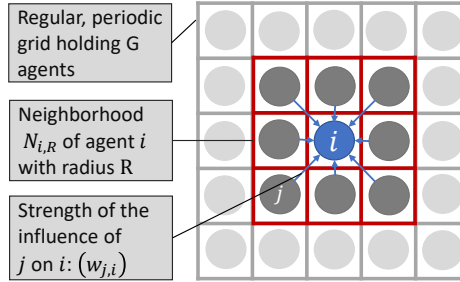 Regular, periodic
grid holding G
agents
Neighborhood
N_{i,R} of agent i
with radius R
Strength of the
influence of
j on i: (w_{j,i})
i
j